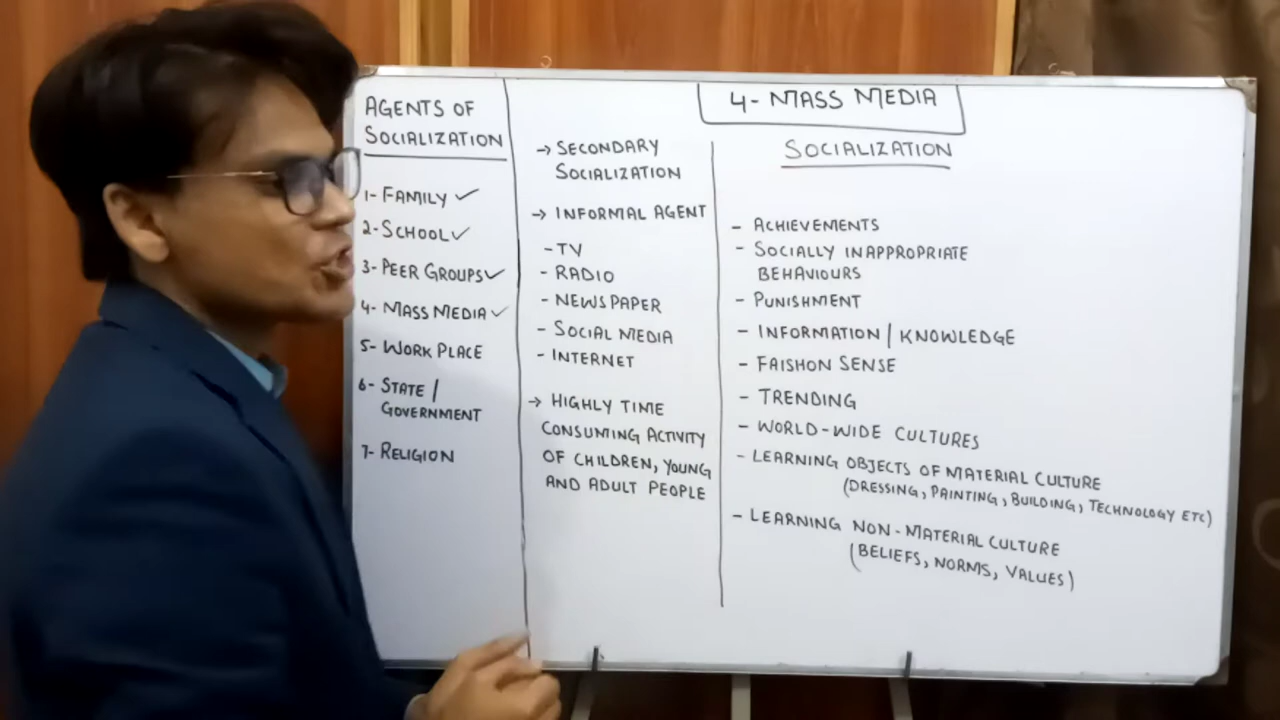 AGENTS OF
SOCIALIZATION
1- FAMILY ✓
2- SCHOOL ✓
3- PEER GROUPS ✓
4- MASS MEDIA ✓
5- WORK PLACE
6- STATE /
GOVERNMENT
7- RELIGION
→ SECONDARY
SOCIALIZATION
→ INFORMAL AGENT
- TV
- RADIO
- NEWSPAPER
- SOCIAL MEDIA
- INTERNET
→ HIGHLY TIME
CONSUMING ACTIVITY
OF CHILDREN, YOUNG
AND ADULT PEOPLE
4- MASS MEDIA
SOCIALIZATION
- ACHIEVEMENTS
- SOCIALLY INAPPROPRIATE
BEHAVIOURS
- PUNISHMENT
- INFORMATION / KNOWLEDGE
- FAISHON SENSE
- TRENDING
- WORLD-WIDE CULTURES
- LEARNING OBJECTS OF MATERIAL CULTURE
(DRESSING, PAINTING, BUILDING, TECHNOLOGY ETC)
- LEARNING NON-MATERIAL CULTURE
(BELIEFS, NORMS, VALUES)